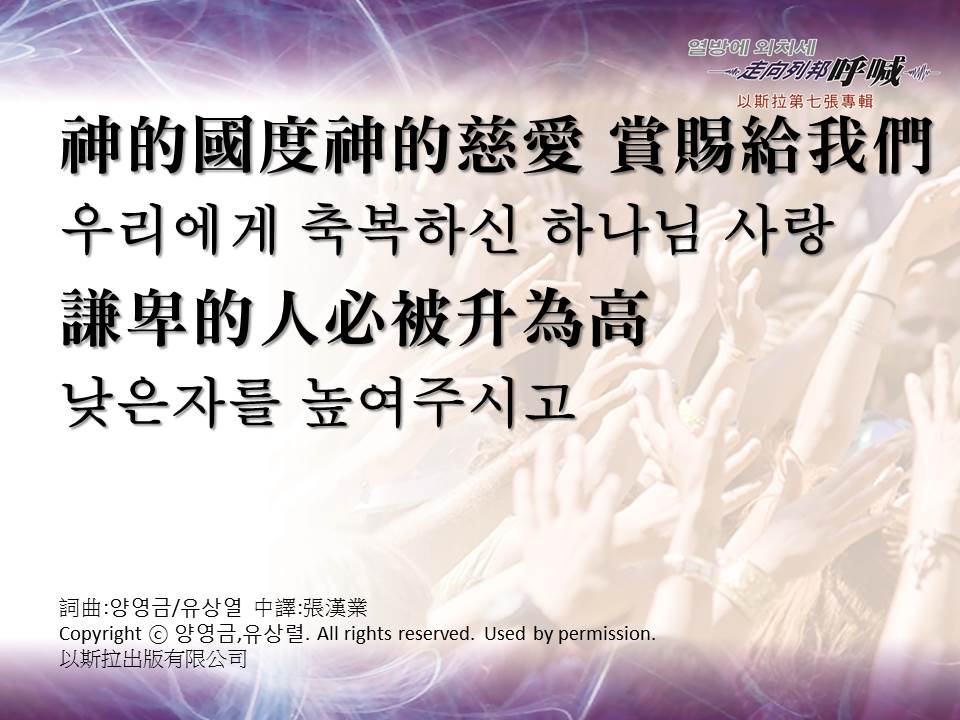 열방에 외치세
走向列邦呼喊
以斯拉第七張專輯
神的國度神的慈愛 賞賜給我們
우리에게 축복하신 하나님 사랑
謙卑的人必被升為高
낮은자를 높여주시고
詞曲:양영금/유상열 中譯:張漢業
Copyright ⓒ 양영금,유상렬. All rights reserved. Used by permission.
以斯拉出版有限公司